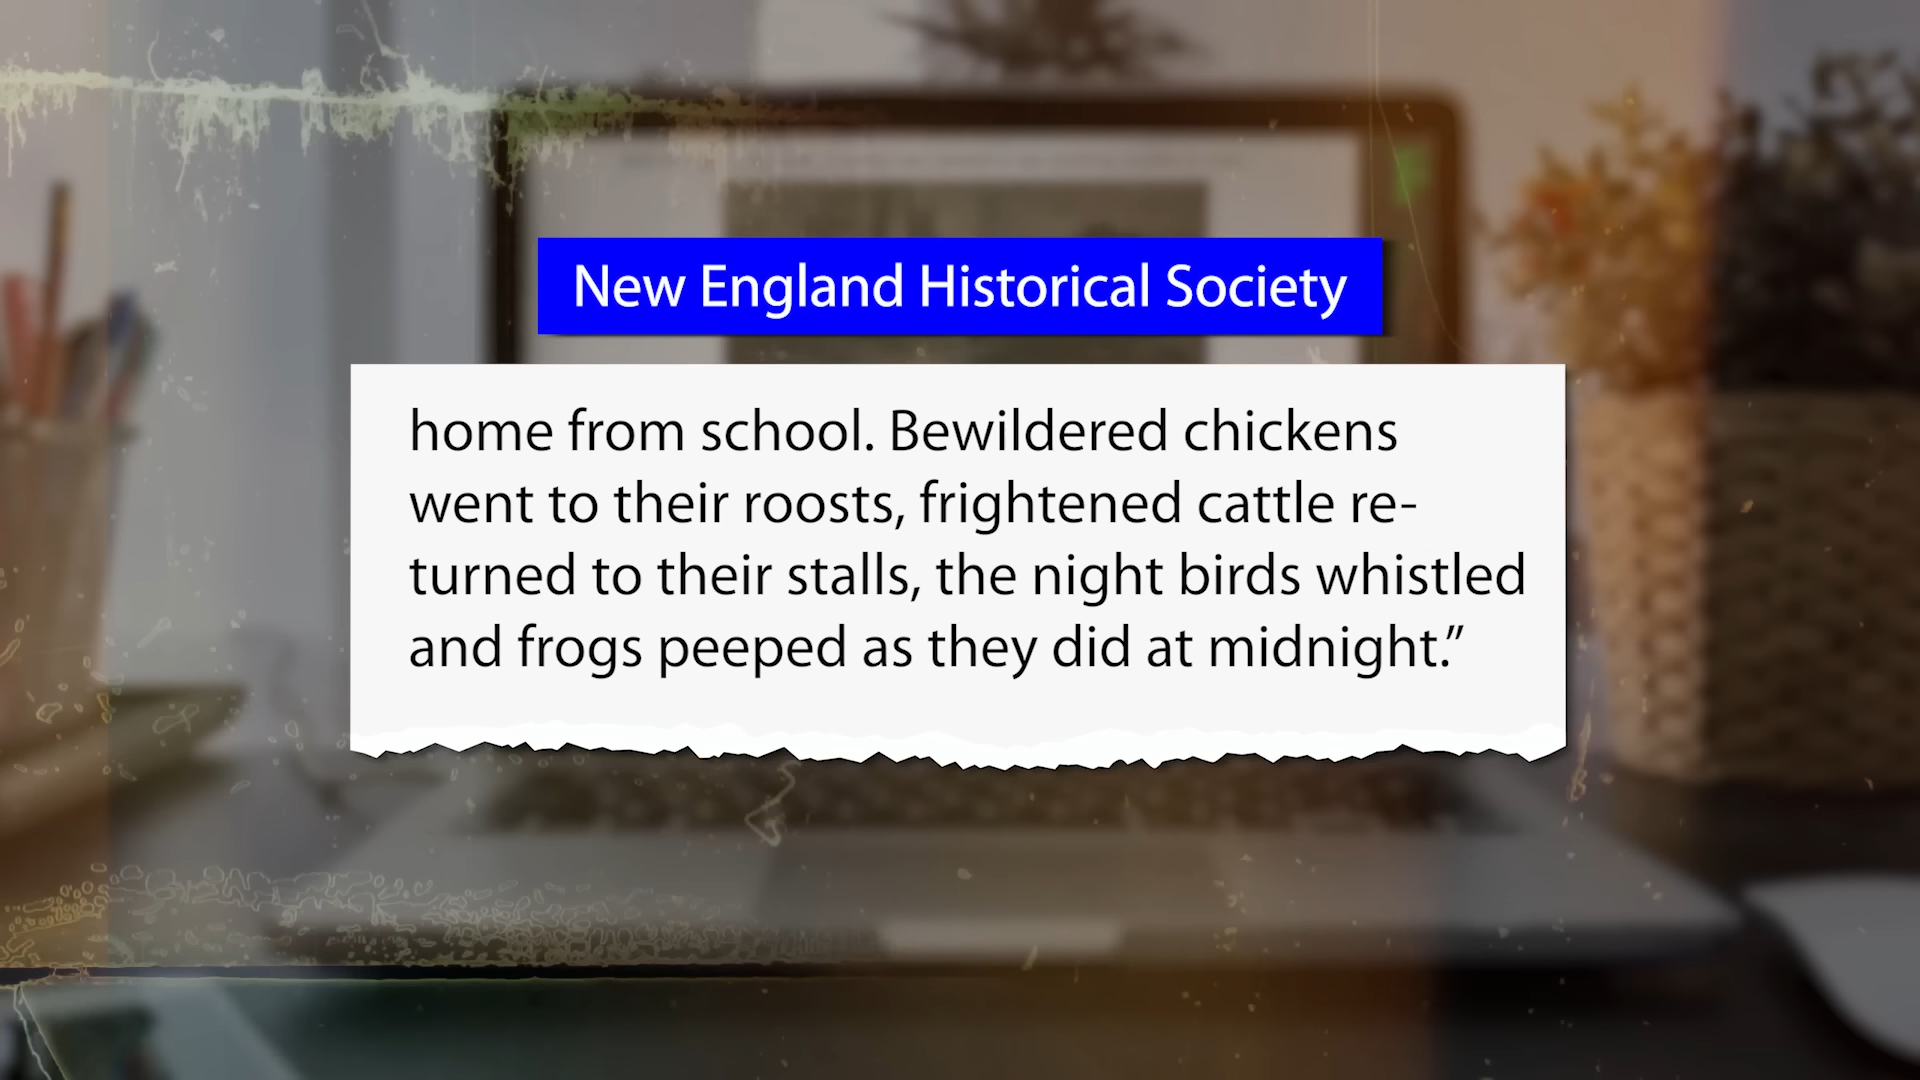 New England Historical Society
home from school. Bewildered chickens
went to their roosts, frightened cattle re-
turned to their stalls, the night birds whistled
and frogs peeped as they did at midnight.”